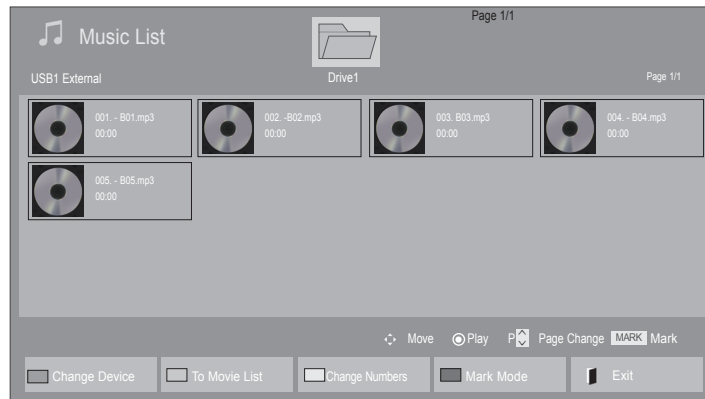 Page 1/1
Music List
USB1 External
Drive1
Page 1/1
001. - B01.mp3
00:00
002. -B02.mp3
00:00
003. B03.mp3
00:00
004. - B04.mp3
00:00
005. - B05.mp3
00:00
Move Play P Page Change MARK Mark
Change Device To Movie List Change Numbers Mark Mode Exit